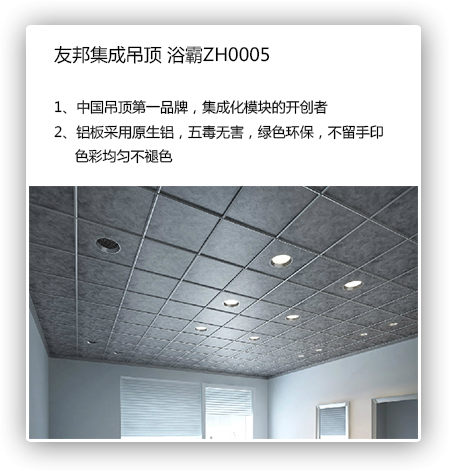 友邦集成吊顶 浴霸ZH0005
1、中国吊顶第一品牌，集成化模块的开创者
2、铝板采用原生铝，五毒无害，绿色环保，不留手印
色彩均匀不褪色